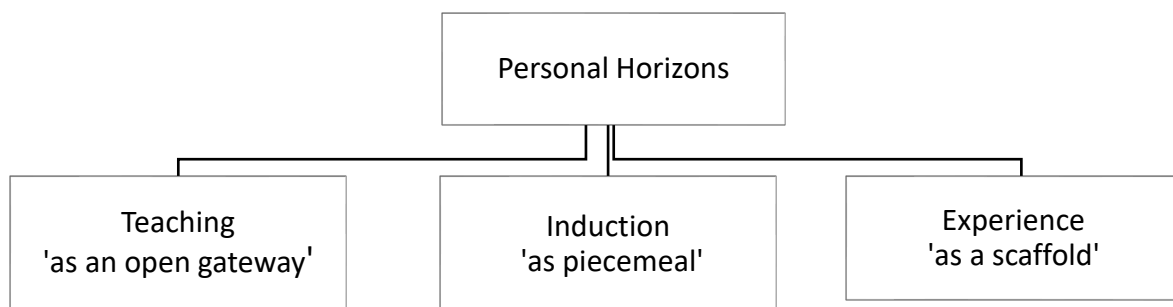 Personal Horizons
Teaching
'as an open gateway'
Induction
'as piecemeal'
Experience
'as a scaffold'